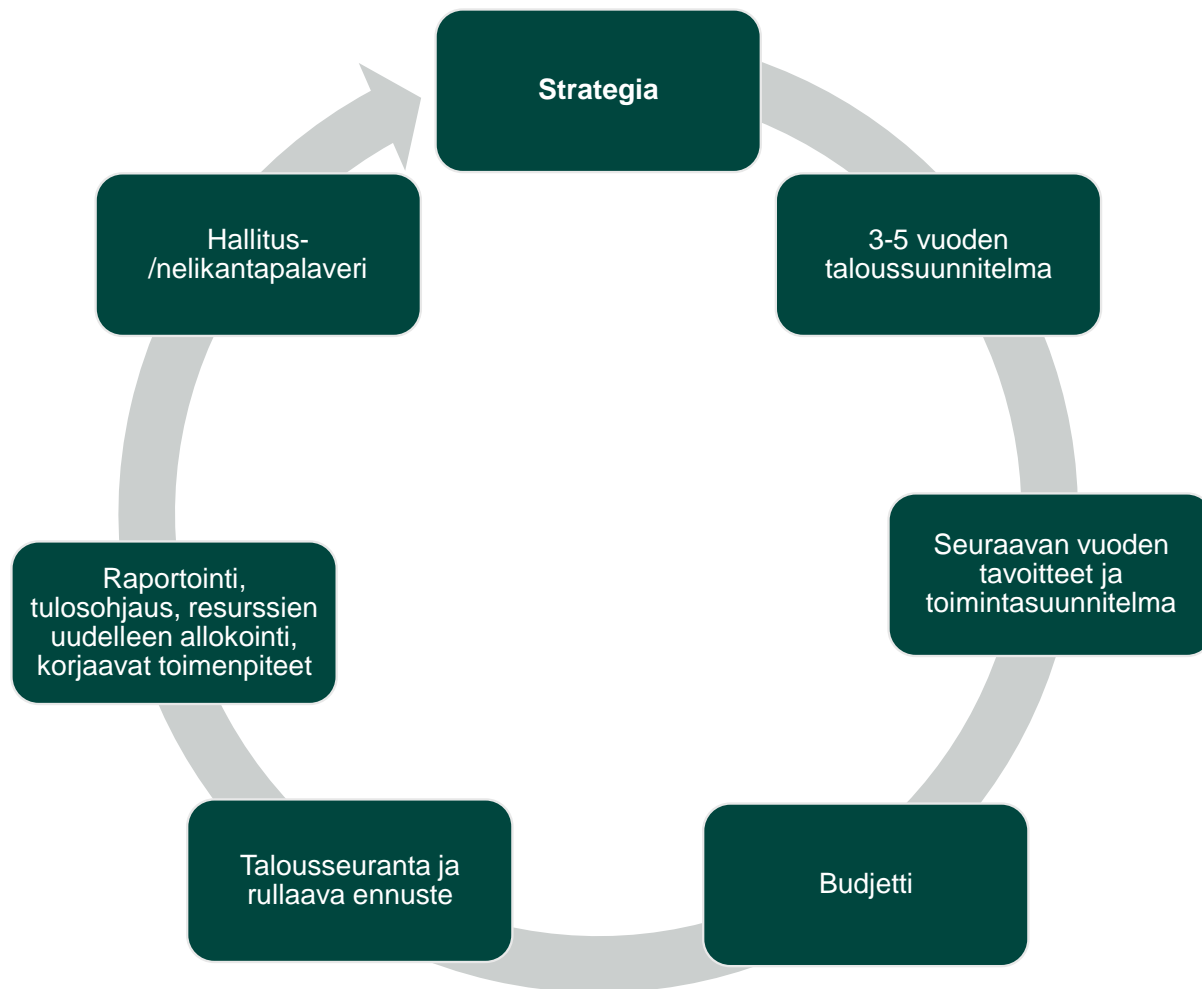 Strategia
3-5 vuoden
taloussuunnitelma
Seuraavan vuoden
tavoitteet ja
toimintasuunnitelma
Budjetti
Talousseuranta ja
rullaava ennuste
Raportointi,
tulosohjaus, resurssien
uudelleen allokointi,
korjaavat toimenpiteet
Hallitus-
/nelikantapalaveri